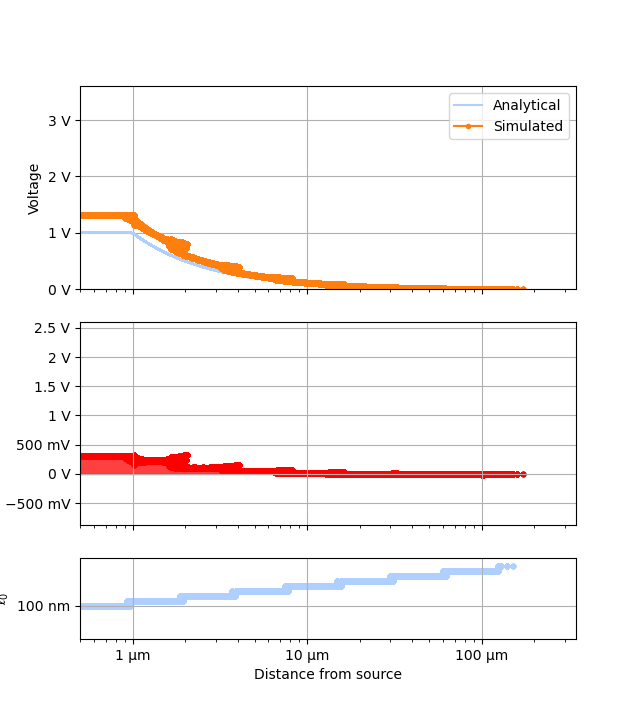 Analytical
Simulated
Voltage
3 V
2 V
1 V
0 V
2.5 V
2 V
1.5 V
1 V
500 mV
0 V
−500 mV
100 nm
1 µm
10 µm
100 µm
Distance from source